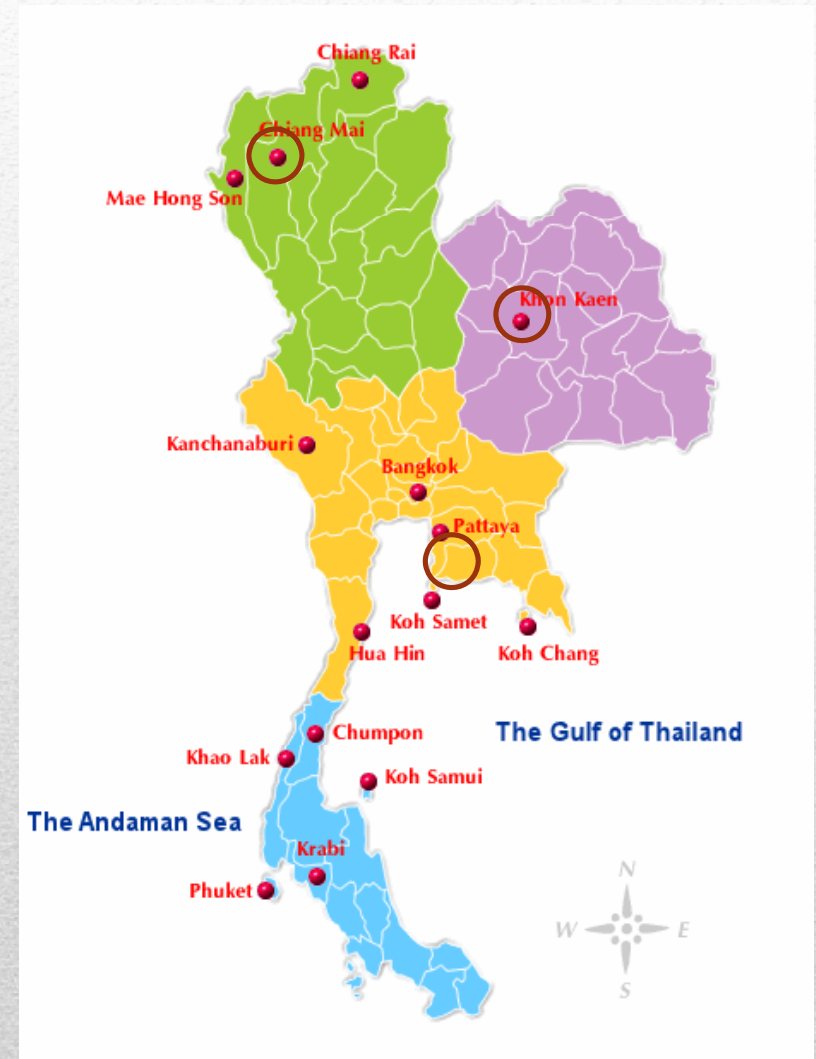 Chiang Rai
Chiang Mai
Mae Hong Son
Khon Kaen
Kanchanaburi
Bangkok
Pattaya
Koh Samet
Hua Hin
Koh Chang
The Gulf of Thailand
Chumpon
Khao Lak
Koh Samui
The Andaman Sea
Krabi
Phuket
N
W
E
S